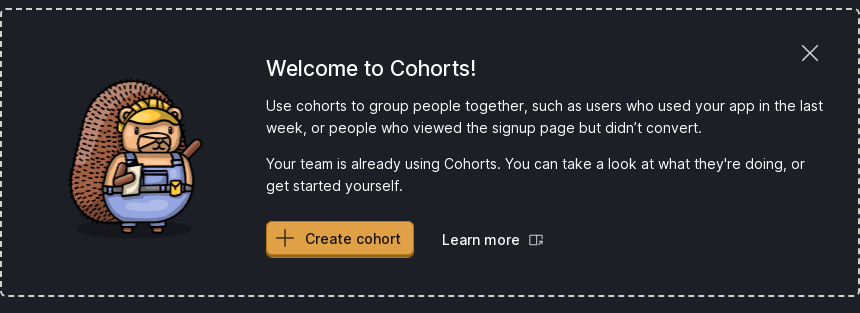 Welcome to Cohorts!
Use cohorts to group people together, such as users who used your app in the last
week, or people who viewed the signup page but didn’t convert.
Your team is already using Cohorts. You can take a look at what they're doing, or
get started yourself.
Create cohort
Learn more